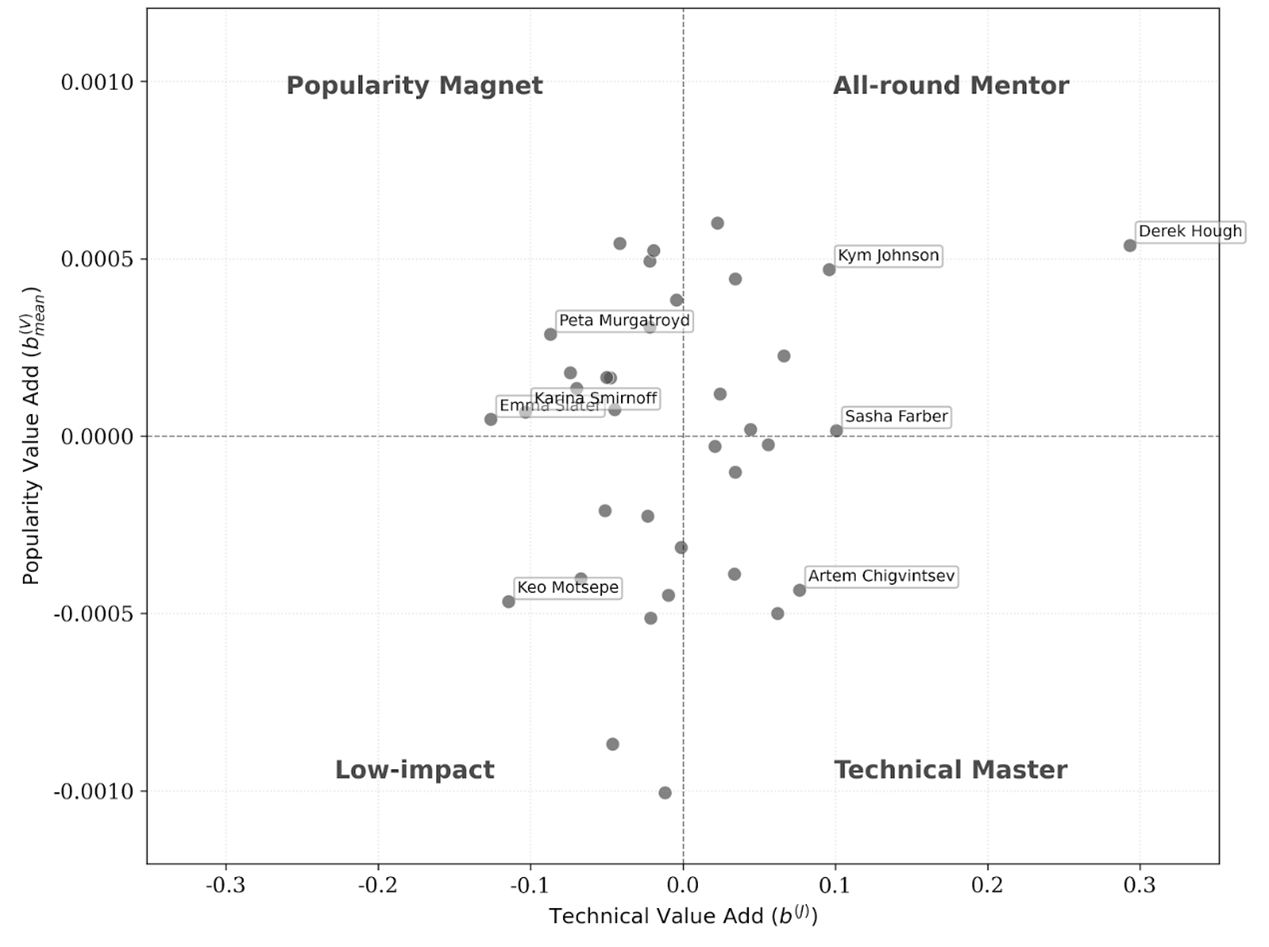 Popularity Magnet
All-round Mentor
Derek Hough
Kym Johnson
Peta Murgatroyd
Karina Smirnoff
Emma Slater
Sasha Farber
Artem Chigvintsev
Keo Motsepe
Low-impact
Technical Master
0.0010
0.0005
0.0000
-0.0005
-0.0010
Popularity Value Add (b_{mean}^{(V)})
-0.3 -0.2 -0.1 0.0 0.1 0.2 0.3
Technical Value Add (b^{(J)})